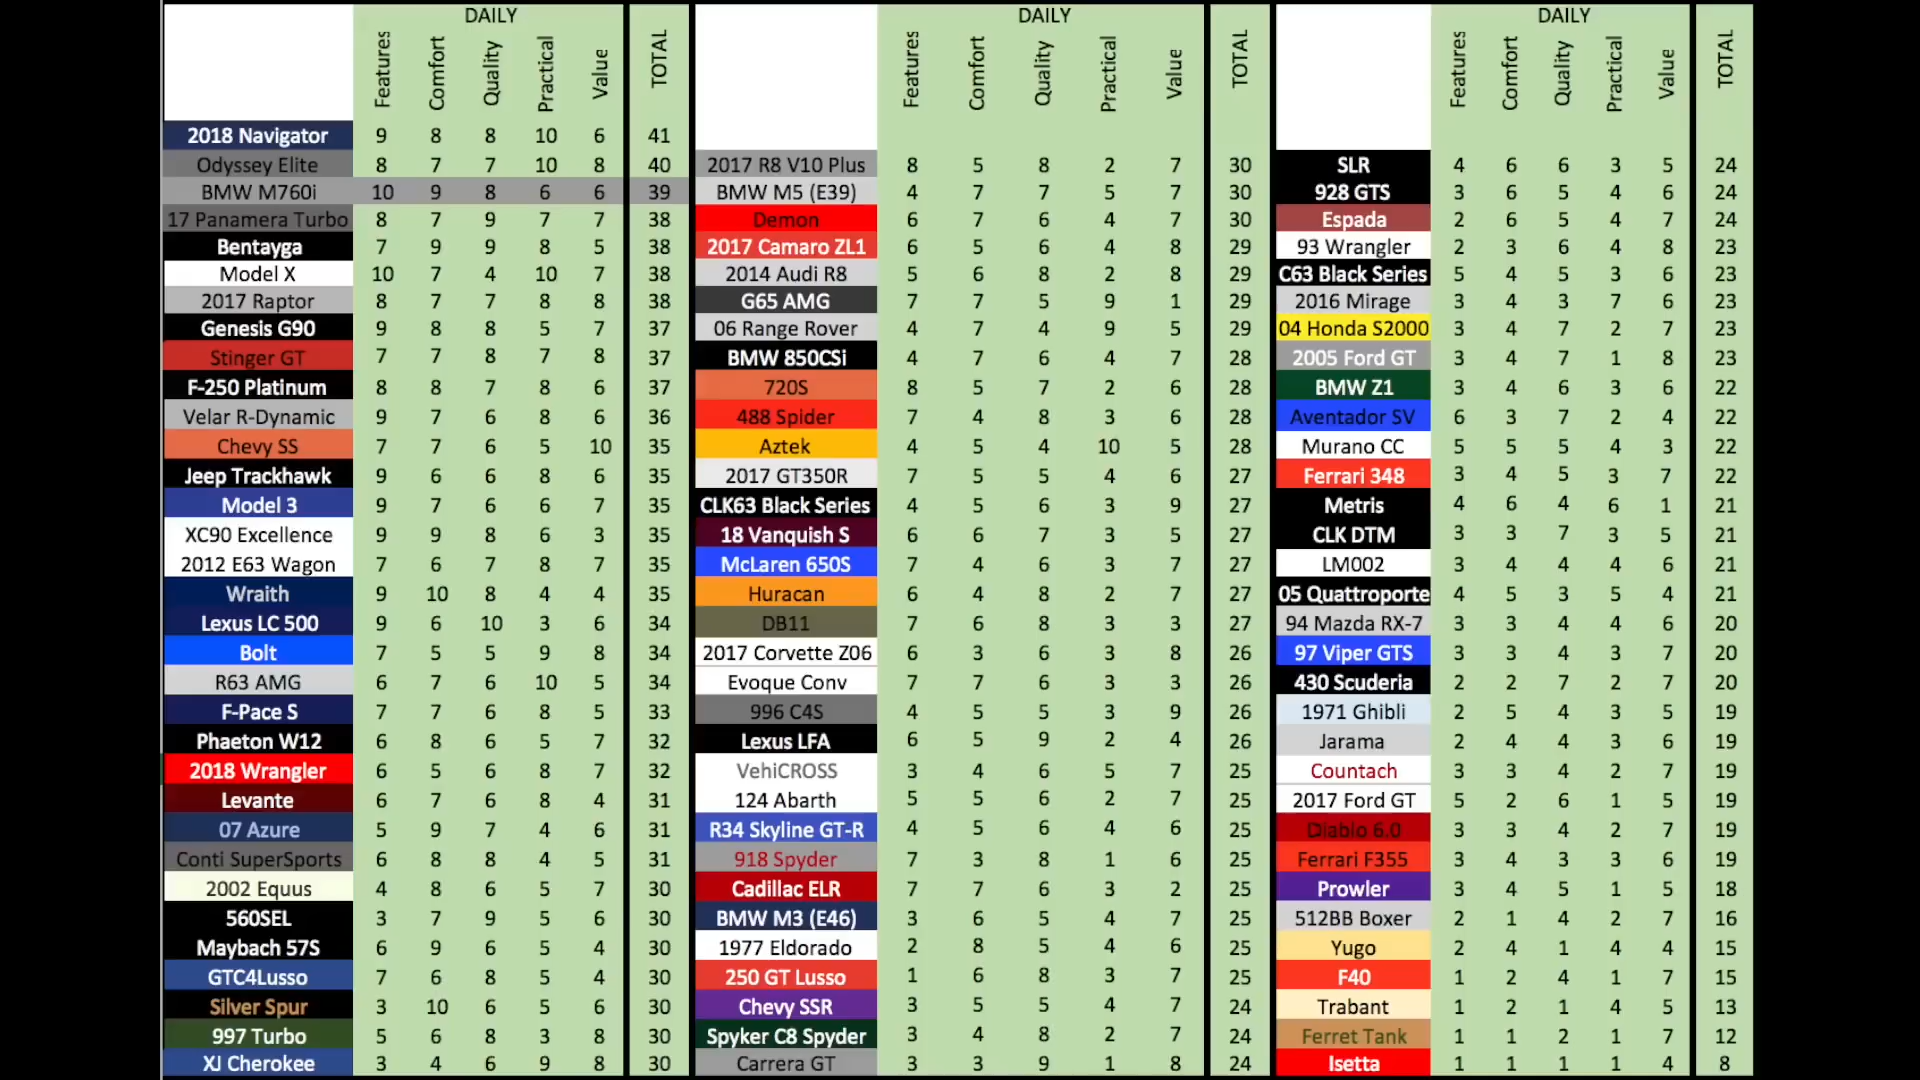 DAILY
Features Comfort Quality Practical Value TOTAL
2018 Navigator 9 8 8 10 6 41
Odyssey Elite 8 7 7 10 8 40
BMW M760i 10 9 8 6 6 39
17 Panamera Turbo 8 7 9 7 7 38
Bentayga 7 9 9 8 5 38
Model X 10 7 4 10 7 38
2017 Raptor 8 7 7 8 8 38
Genesis G90 9 8 8 5 7 37
Stinger GT 7 7 8 7 8 37
F-250 Platinum 8 8 7 8 6 37
Velar R-Dynamic 9 7 6 8 6 36
Chevy SS 7 7 6 5 10 35
Jeep Trackhawk 9 6 6 8 6 35
Model 3 9 7 6 6 7 35
XC90 Excellence 9 9 8 6 3 35
2012 E63 Wagon 7 6 7 8 7 35
Wraith 9 10 8 4 4 35
Lexus LC 500 9 6 10 3 6 34
Bolt 7 5 5 9 8 34
R63 AMG 6 7 6 10 5 34
F-Pace S 7 7 6 8 5 33
Phaeton W12 6 8 6 5 7 32
2018 Wrangler 6 5 6 8 7 32
Levante 6 7 6 8 4 31
07 Azure 5 9 7 4 6 31
Conti SuperSports 6 8 8 4 5 31
2002 Equus 4 8 6 5 7 30
560SEL 3 7 9 5 6 30
Maybach 57S 6 9 6 5 4 30
GTC4Lusso 7 6 8 5 4 30
Silver Spur 3 10 6 5 6 30
997 Turbo 5 6 8 3 8 30
XJ Cherokee 3 4 6 9 8 30
DAILY
Features Comfort Quality Practical Value TOTAL
2017 R8 V10 Plus 8 5 8 2 7 30
BMW M5 (E39) 4 7 7 5 7 30
Demon 6 7 6 4 7 30
2017 Camaro ZL1 6 5 6 4 8 29
2014 Audi R8 5 6 8 2 8 29
G65 AMG 7 7 5 9 1 29
06 Range Rover 4 7 4 9 5 29
BMW 850CSi 4 7 6 4 7 28
720S 8 5 7 2 6 28
488 Spider 7 4 8 3 6 28
Aztek 4 5 4 10 5 28
2017 GT350R 7 5 5 4 6 27
CLK63 Black Series 4 5 6 3 9 27
18 Vanquish S 6 6 7 3 5 27
McLaren 650S 7 4 6 3 7 27
Huracan 6 4 8 2 7 27
DB11 7 6 8 3 3 27
2017 Corvette Z06 6 3 6 3 8 26
Evoque Conv 7 7 6 3 3 26
996 C4S 4 5 5 3 9 26
Lexus LFA 6 5 9 2 4 26
VehiCROSS 3 4 6 5 7 25
124 Abarth 5 5 6 2 7 25
R34 Skyline GT-R 4 5 6 4 6 25
918 Spyder 7 3 8 1 6 25
Cadillac ELR 7 7 6 3 2 25
BMW M3 (E46) 3 6 5 4 7 25
1977 Eldorado 2 8 5 4 6 25
250 GT Lusso 1 6 8 3 7 25
Chevy SSR 3 5 5 4 7 24
Spyker C8 Spyder 3 4 8 2 7 24
Carrera GT 3 3 9 1 8 24
DAILY
Features Comfort Quality Practical Value TOTAL
SLR 4 6 6 3 5 24
928 GTS 3 6 5 4 6 24
Espada 2 6 5 4 7 24
93 Wrangler 2 3 6 4 8 23
C63 Black Series 5 4 5 3 6 23
2016 Mirage 3 4 3 7 6 23
04 Honda S2000 3 4 7 2 7 23
2005 Ford GT 3 4 7 1 8 23
BMW Z1 3 4 6 3 6 22
Aventador SV 6 3 7 2 4 22
Murano CC 5 5 5 4 3 22
Ferrari 348 3 4 5 3 7 22
Metris 4 6 4 6 1 21
CLK DTM 3 3 7 3 5 21
LM002 3 4 4 4 6 21
05 Quattroporte 4 5 3 5 4 21
94 Mazda RX-7 3 3 4 4 6 20
97 Viper GTS 3 3 4 3 7 20
430 Scuderia 2 2 7 2 7 20
1971 Ghibli 2 5 4 3 5 19
Jarama 2 4 4 3 6 19
Countach 3 3 4 2 7 19
2017 Ford GT 5 2 6 1 5 19
Diablo 6.0 3 3 4 2 7 19
Ferrari F355 3 4 3 3 6 19
Prowler 3 4 5 1 5 18
512BB Boxer 2 1 4 2 7 16
Yugo 2 4 1 4 4 15
F40 1 2 4 1 7 15
Trabant 1 2 1 4 5 13
Ferret Tank 1 1 2 1 7 12
Isetta 1 1 1 1 4 8